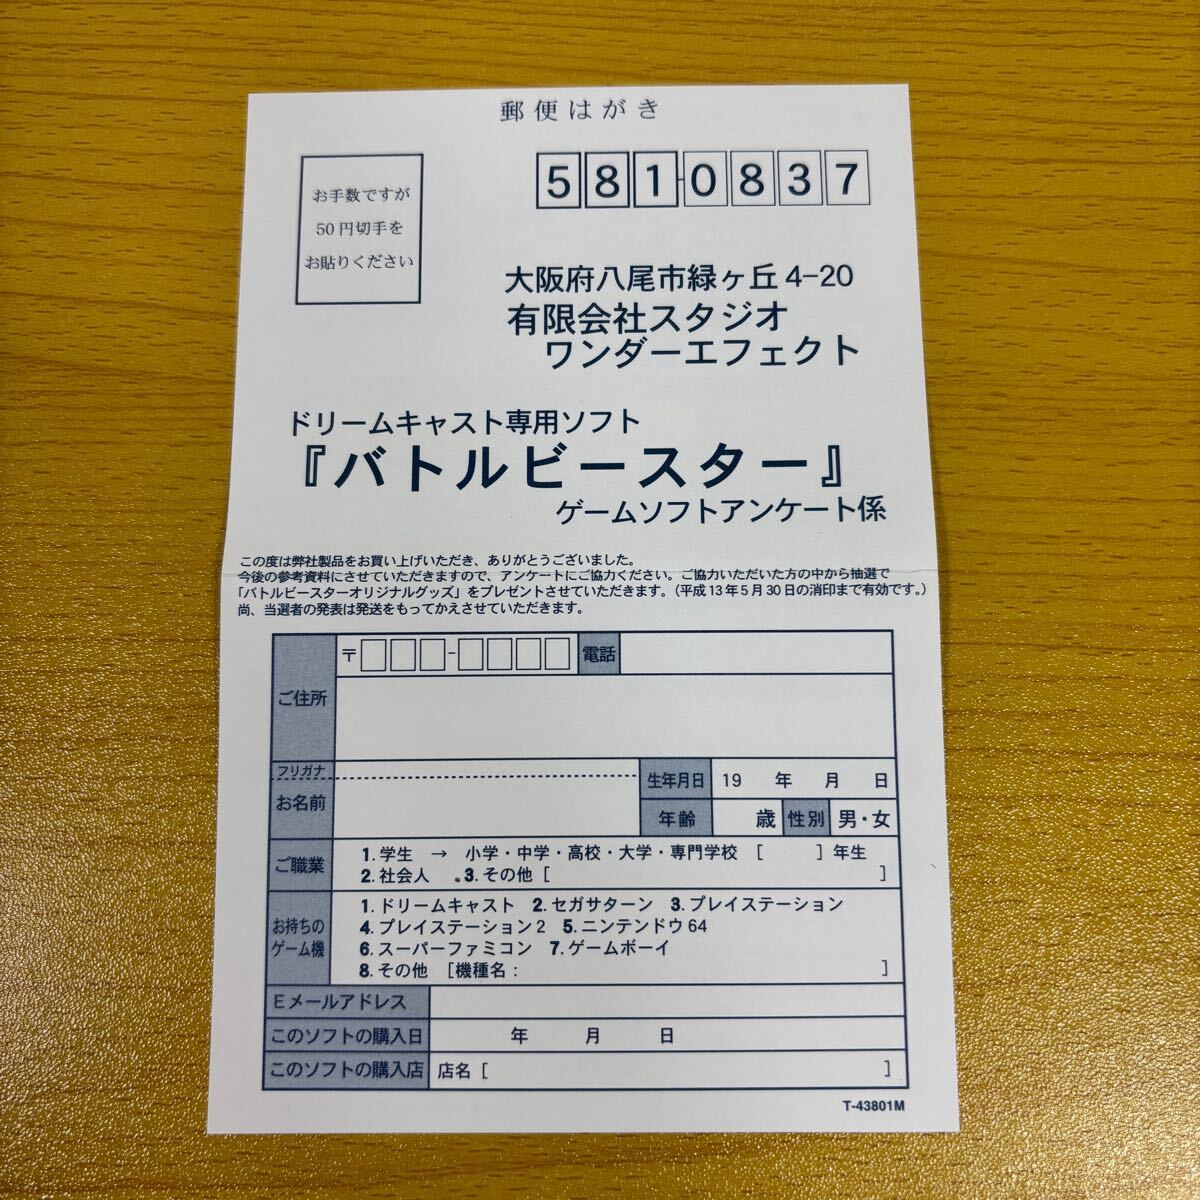 郵便はがき
お手数ですが
50円切手を
お貼りください
581-0837
大阪府八尾市緑ヶ丘4-20
有限会社スタジオ
ワンダーエフェクト
ドリームキャスト専用ソフト
『バトルビースター』
ゲームソフトアンケート係
この度は弊社製品をお買い上げいただき、ありがとうございました。
今後の参考資料にさせていただきますので、アンケートにご協力ください。ご協力いただいた方の中から抽選で
「バトルビースターオリジナルグッズ」をプレゼントさせていただきます。(平成13年5月30日の消印まで有効です。)
尚、当選者の発表は発送をもってかえさせていただきます。
ご住所 〒 - 電話
フリガナ
お名前
生年月日 19 年 月 日
年齢 歳 性別 男・女
ご職業
1.学生 → 小学・中学・高校・大学・専門学校 [ ] 年生
2.社会人 3.その他 [ ]
お持ちの
ゲーム機
1.ドリームキャスト 2.セガサターン 3.プレイステーション
4.プレイステーション2 5.ニンテンドウ64
6.スーパーファミコン 7.ゲームボーイ
8.その他 [機種名: ]
Eメールアドレス
このソフトの購入日 年 月 日
このソフトの購入店 店名 [ ]
T-43801M